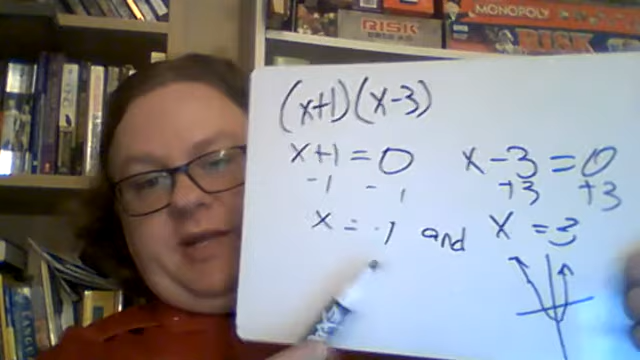 RISK
MONOPOLY
RISK
(x+1)(x-3)
x+1=0 x-3=0
-1 -1 +3 +3
x=-1 and x=3